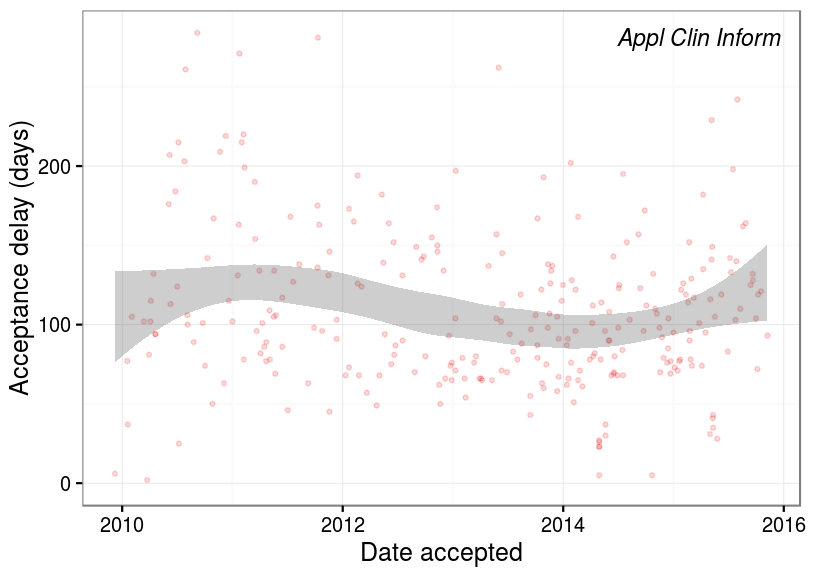 Appl Clin Inform
Acceptance delay (days)
200
100
0
2010 2012 2014 2016
Date accepted